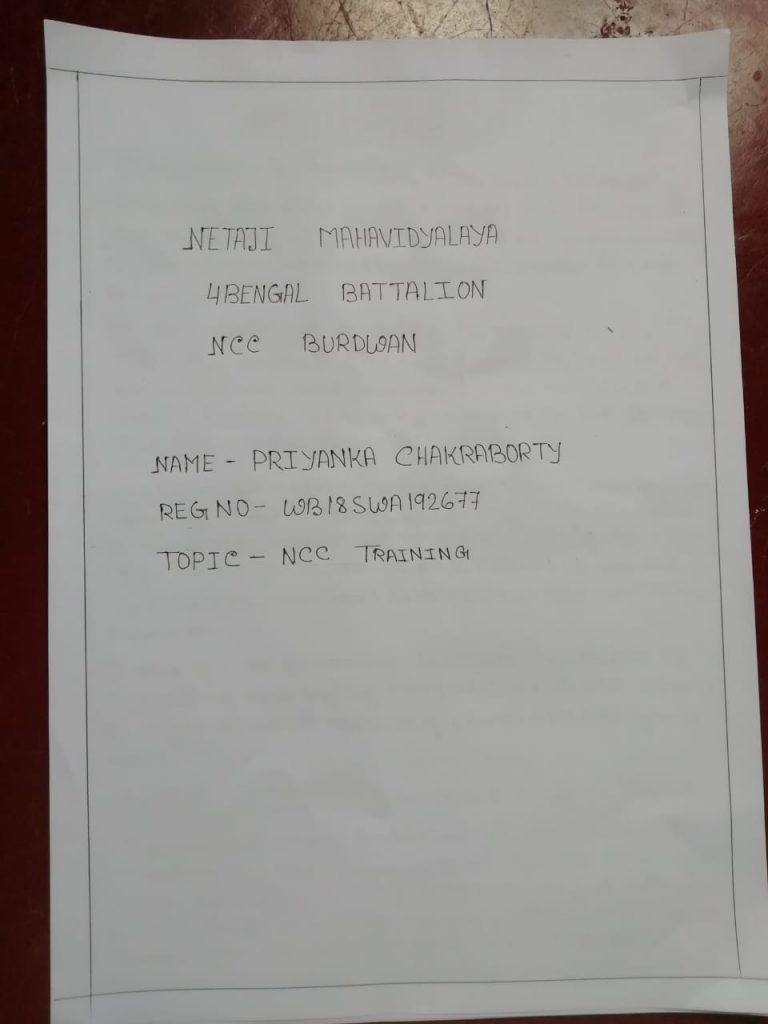 NETAJI MAHAVIDYALAYA
4BENGAL BATTALION
NCC BURDWAN
NAME - PRIYANKA CHAKRABORTY
REG NO - WB18SWA192677
TOPIC - NCC TRAINING